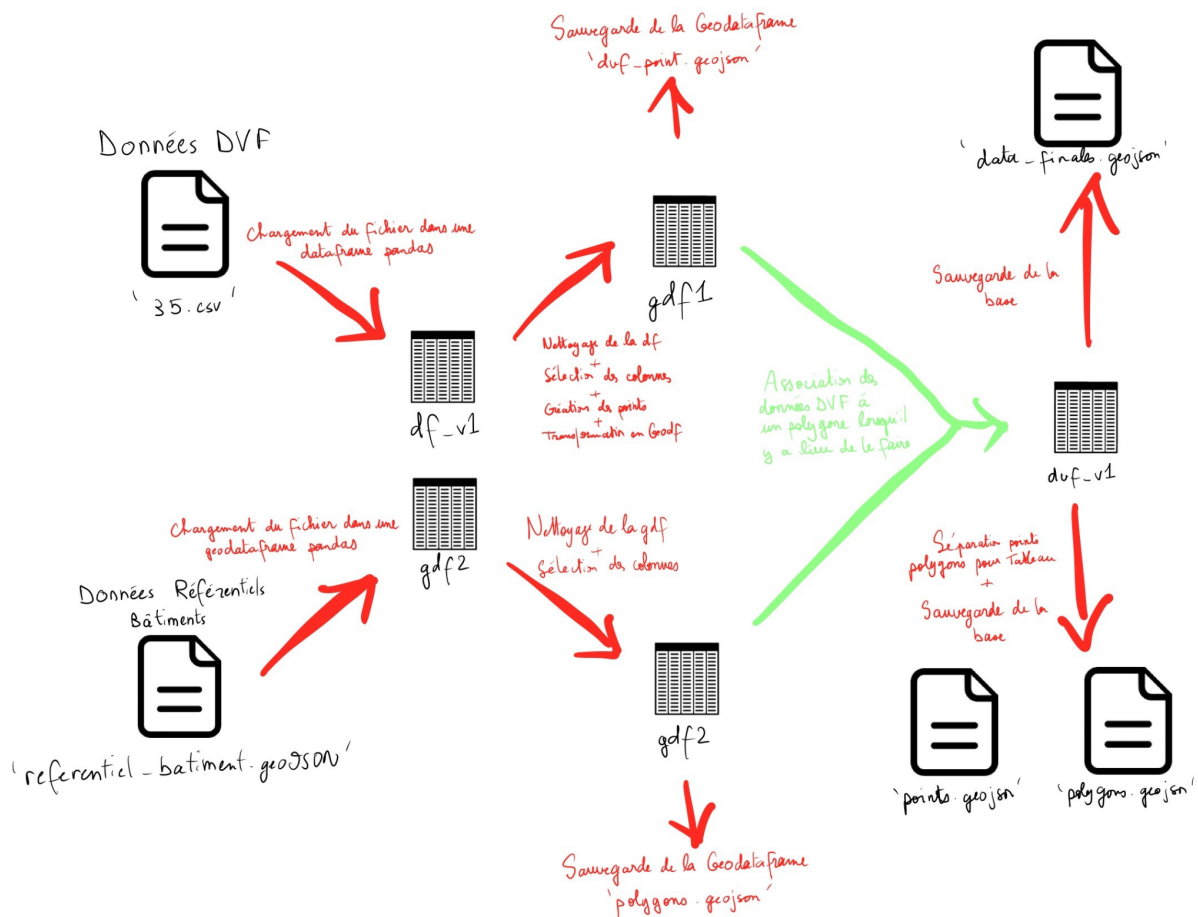 Sauvegarde de la Geodataframe
'dvf_point.geojson'
Données DVF
'35.csv'
Chargement du fichier dans une
dataframe pandas
df_v1
Nettoyage de la df
+
Sélection des colonnes
+
Création des points
+
Transformation en Geodf
gdf1
Association des
données DVF à
un polygone lorsqu'il
y a lieu de le faire
'data_finales.geojson'
Sauvegarde de la
base
dvf_v1
Séparation points
polygons pour Tableau
+
Sauvegarde de la
base
'points.geojson'
'polygons.geojson'
Chargement du fichier dans une
geodataframe pandas
gdf2
Données Référentiels
Bâtiments
'referentiel_batiment.geoJSON'
Nettoyage de la gdf
+
Sélection des colonnes
gdf2
Sauvegarde de la Geodataframe
'polygons.geojson'